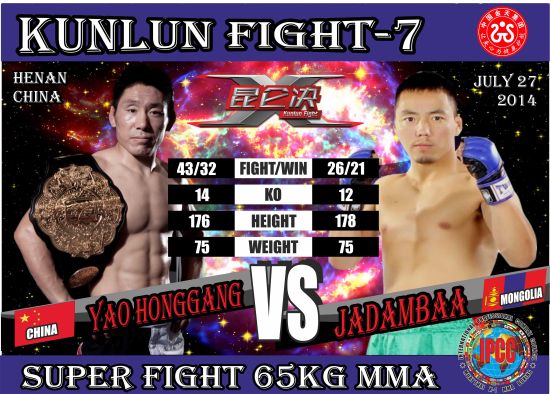 KUNLUN FIGHT-7
HENAN
CHINA
JULY 27
2014
昆仑决
Kunlun Fight
43/32 FIGHT/WIN 26/21
14 KO 12
176 HEIGHT 178
75 WEIGHT 75
YAO HONGGANG VS JADAMBAA
CHINA
MONGOLIA
JPCC
SUPER FIGHT 65KG MMA